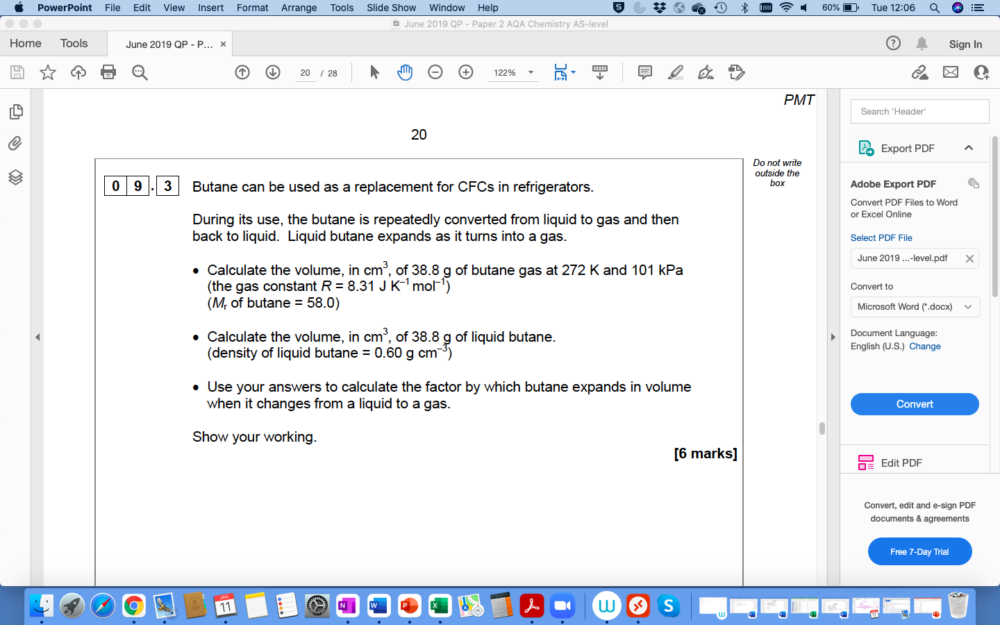 PowerPoint File Edit View Insert Format Arrange Tools Slide Show Window Help 60% Tue 12:06
June 2019 QP - Paper 2 AQA Chemistry AS-level
Home Tools June 2019 QP - P... × Sign In
20 / 28 122%
PMT
20
Do not write
outside the
box
0 9 . 3 Butane can be used as a replacement for CFCs in refrigerators.
During its use, the butane is repeatedly converted from liquid to gas and then
back to liquid. Liquid butane expands as it turns into a gas.
• Calculate the volume, in cm³, of 38.8 g of butane gas at 272 K and 101 kPa
(the gas constant R = 8.31 J K⁻¹ mol⁻¹)
(Mᵣ of butane = 58.0)
• Calculate the volume, in cm³, of 38.8 g of liquid butane.
(density of liquid butane = 0.60 g cm⁻³)
• Use your answers to calculate the factor by which butane expands in volume
when it changes from a liquid to a gas.
Show your working.
[6 marks]
Search 'Header'
Export PDF
Adobe Export PDF
Convert PDF Files to Word
or Excel Online
Select PDF File
June 2019 ...-level.pdf
Convert to
Microsoft Word (*.docx)
Document Language:
English (U.S.) Change
Convert
Edit PDF
Convert, edit and e-sign PDF
documents & agreements
Free 7-Day Trial
JAN
11